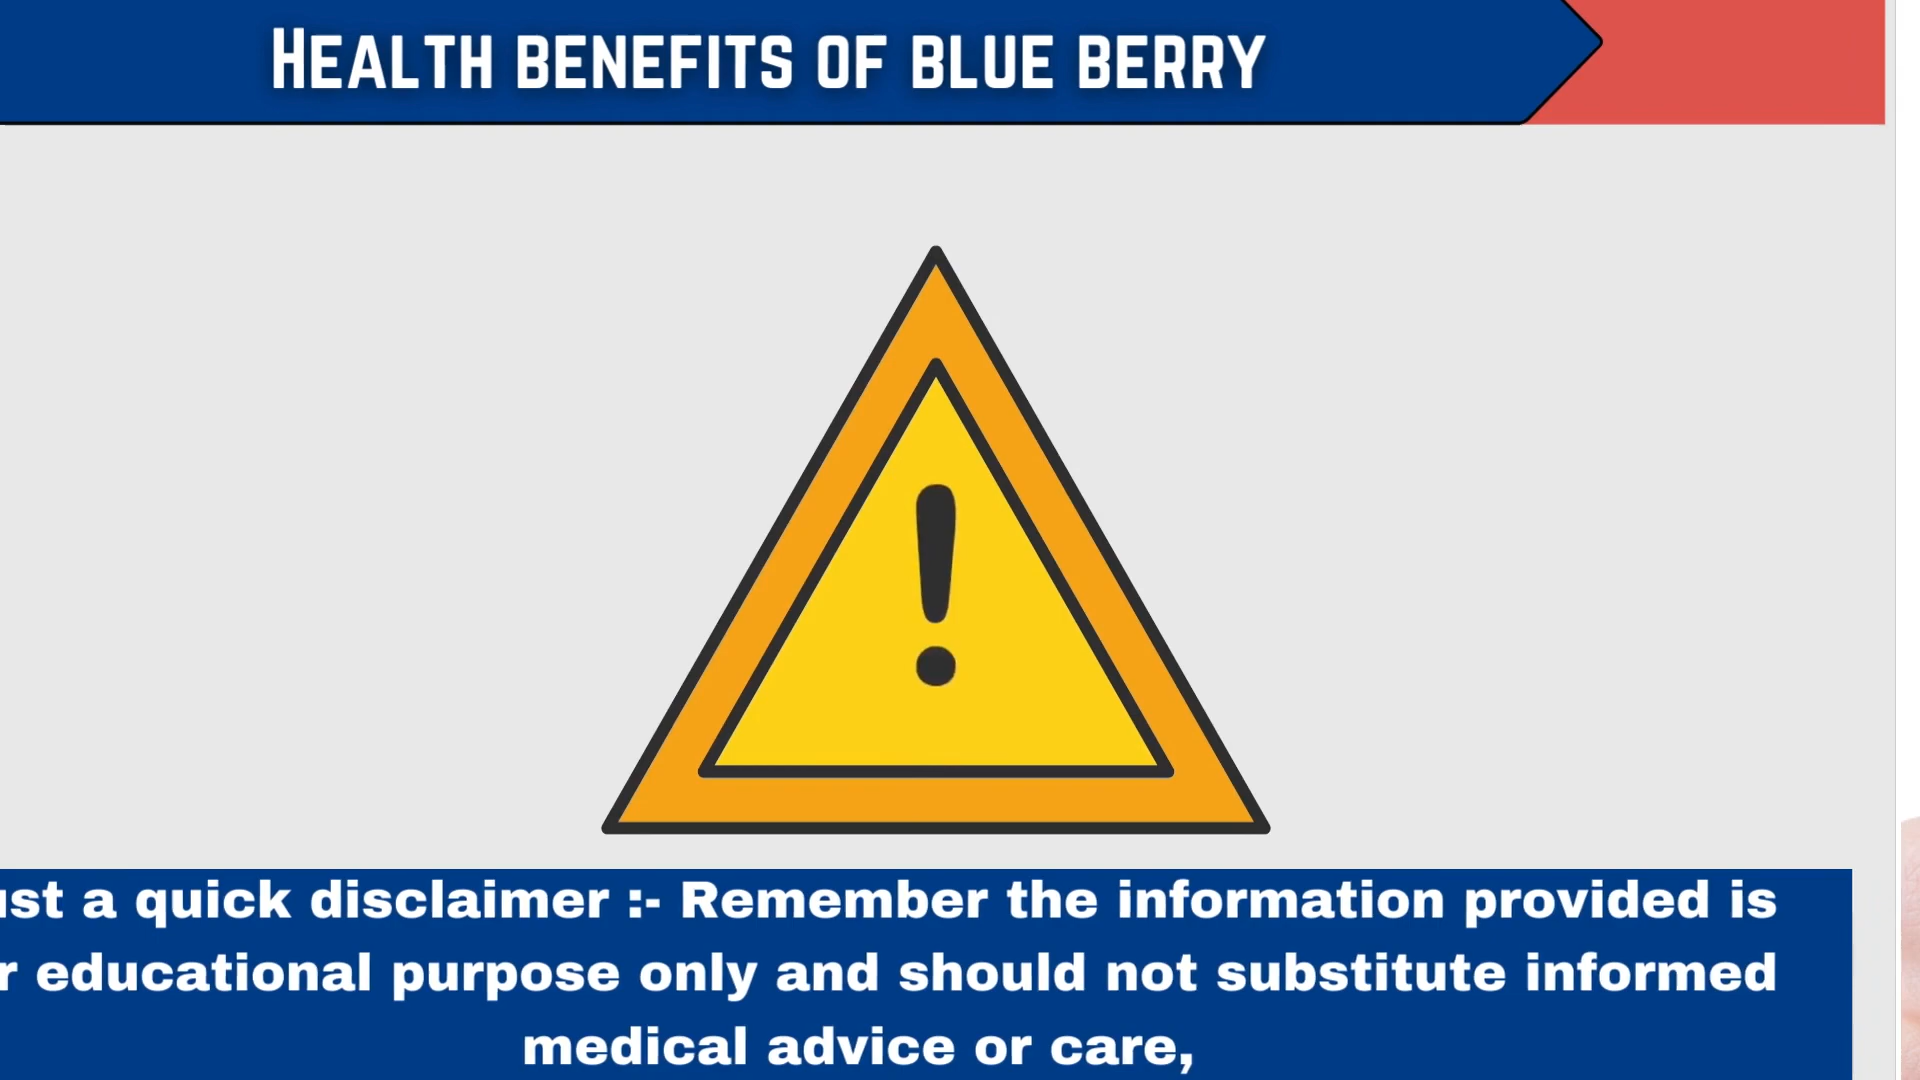 Health benefits of blue berry
ust a quick disclaimer :- Remember the information provided is
r educational purpose only and should not substitute informed
medical advice or care,